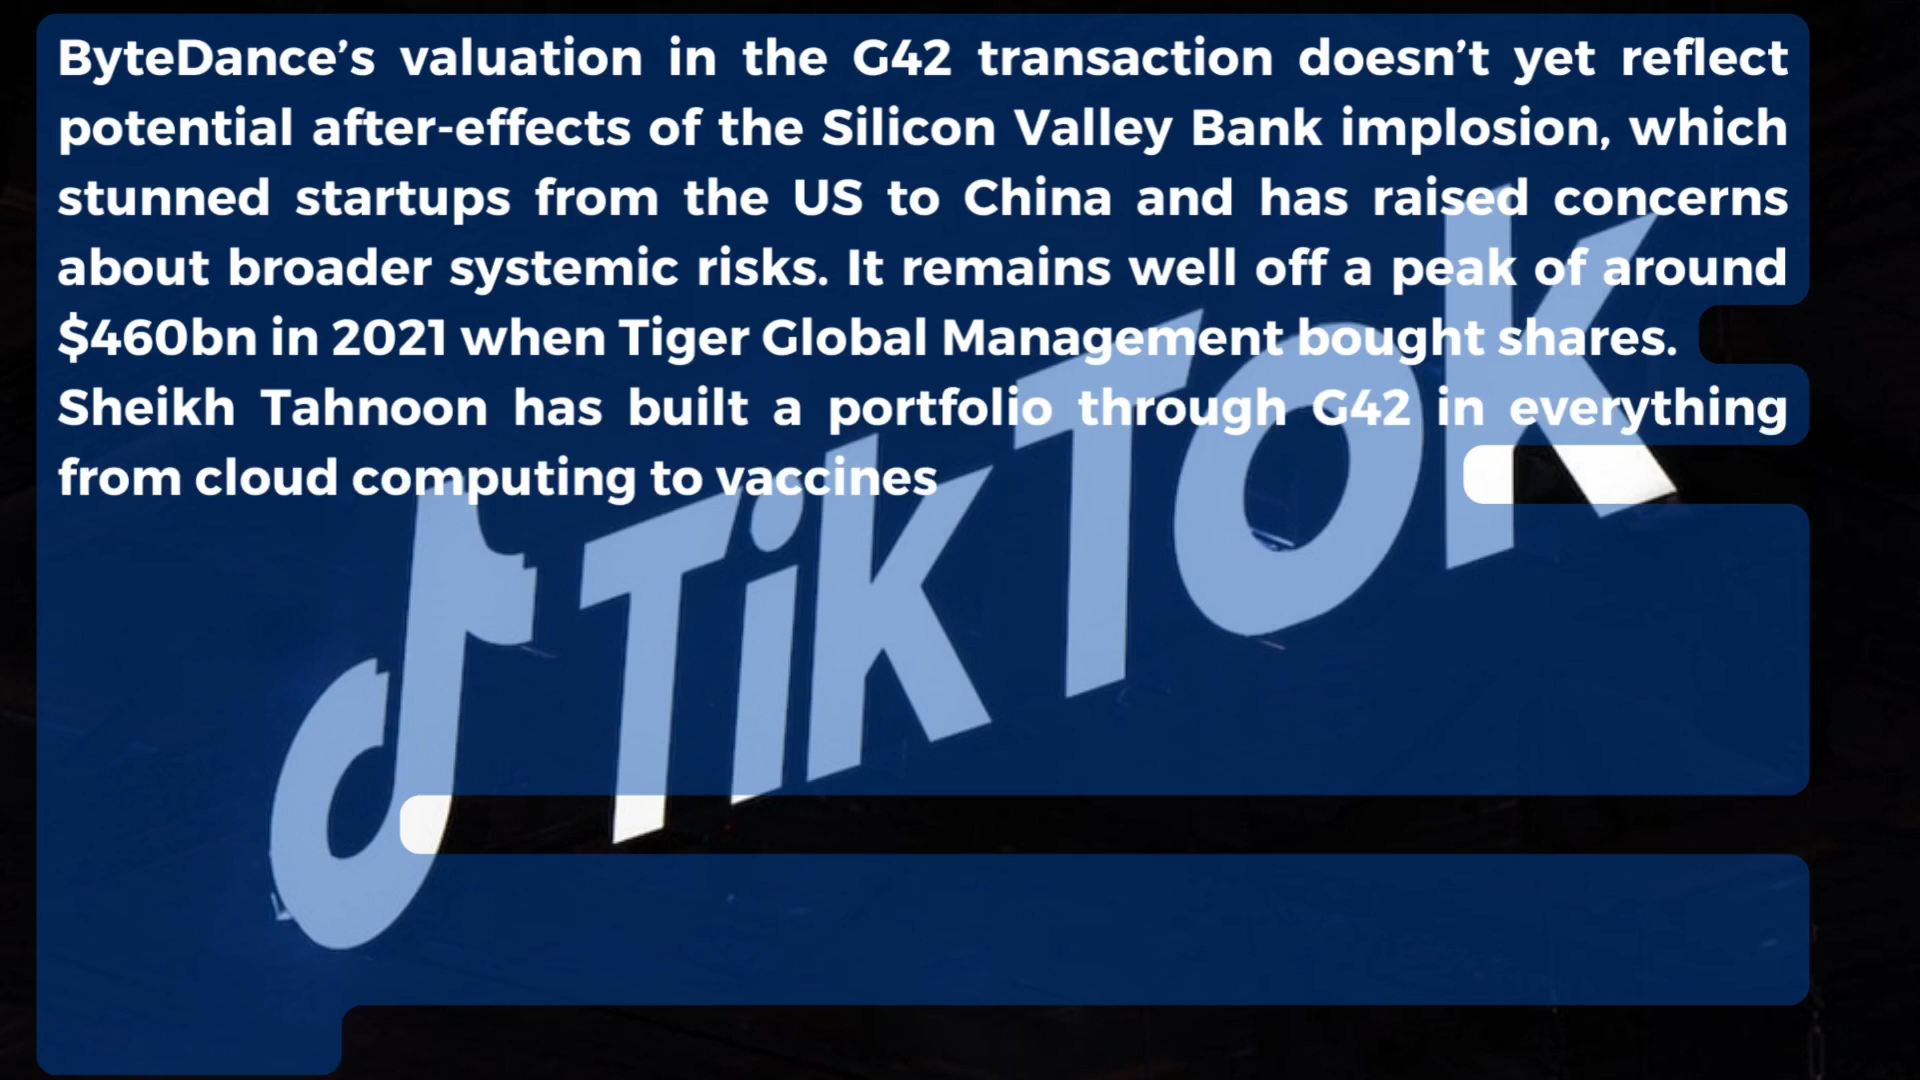 ByteDance’s valuation in the G42 transaction doesn’t yet reflect
potential after-effects of the Silicon Valley Bank implosion, which
stunned startups from the US to China and has raised concerns
about broader systemic risks. It remains well off a peak of around
$460bn in 2021 when Tiger Global Management bought shares.
Sheikh Tahnoon has built a portfolio through G42 in everything
from cloud computing to vaccines
TikTok